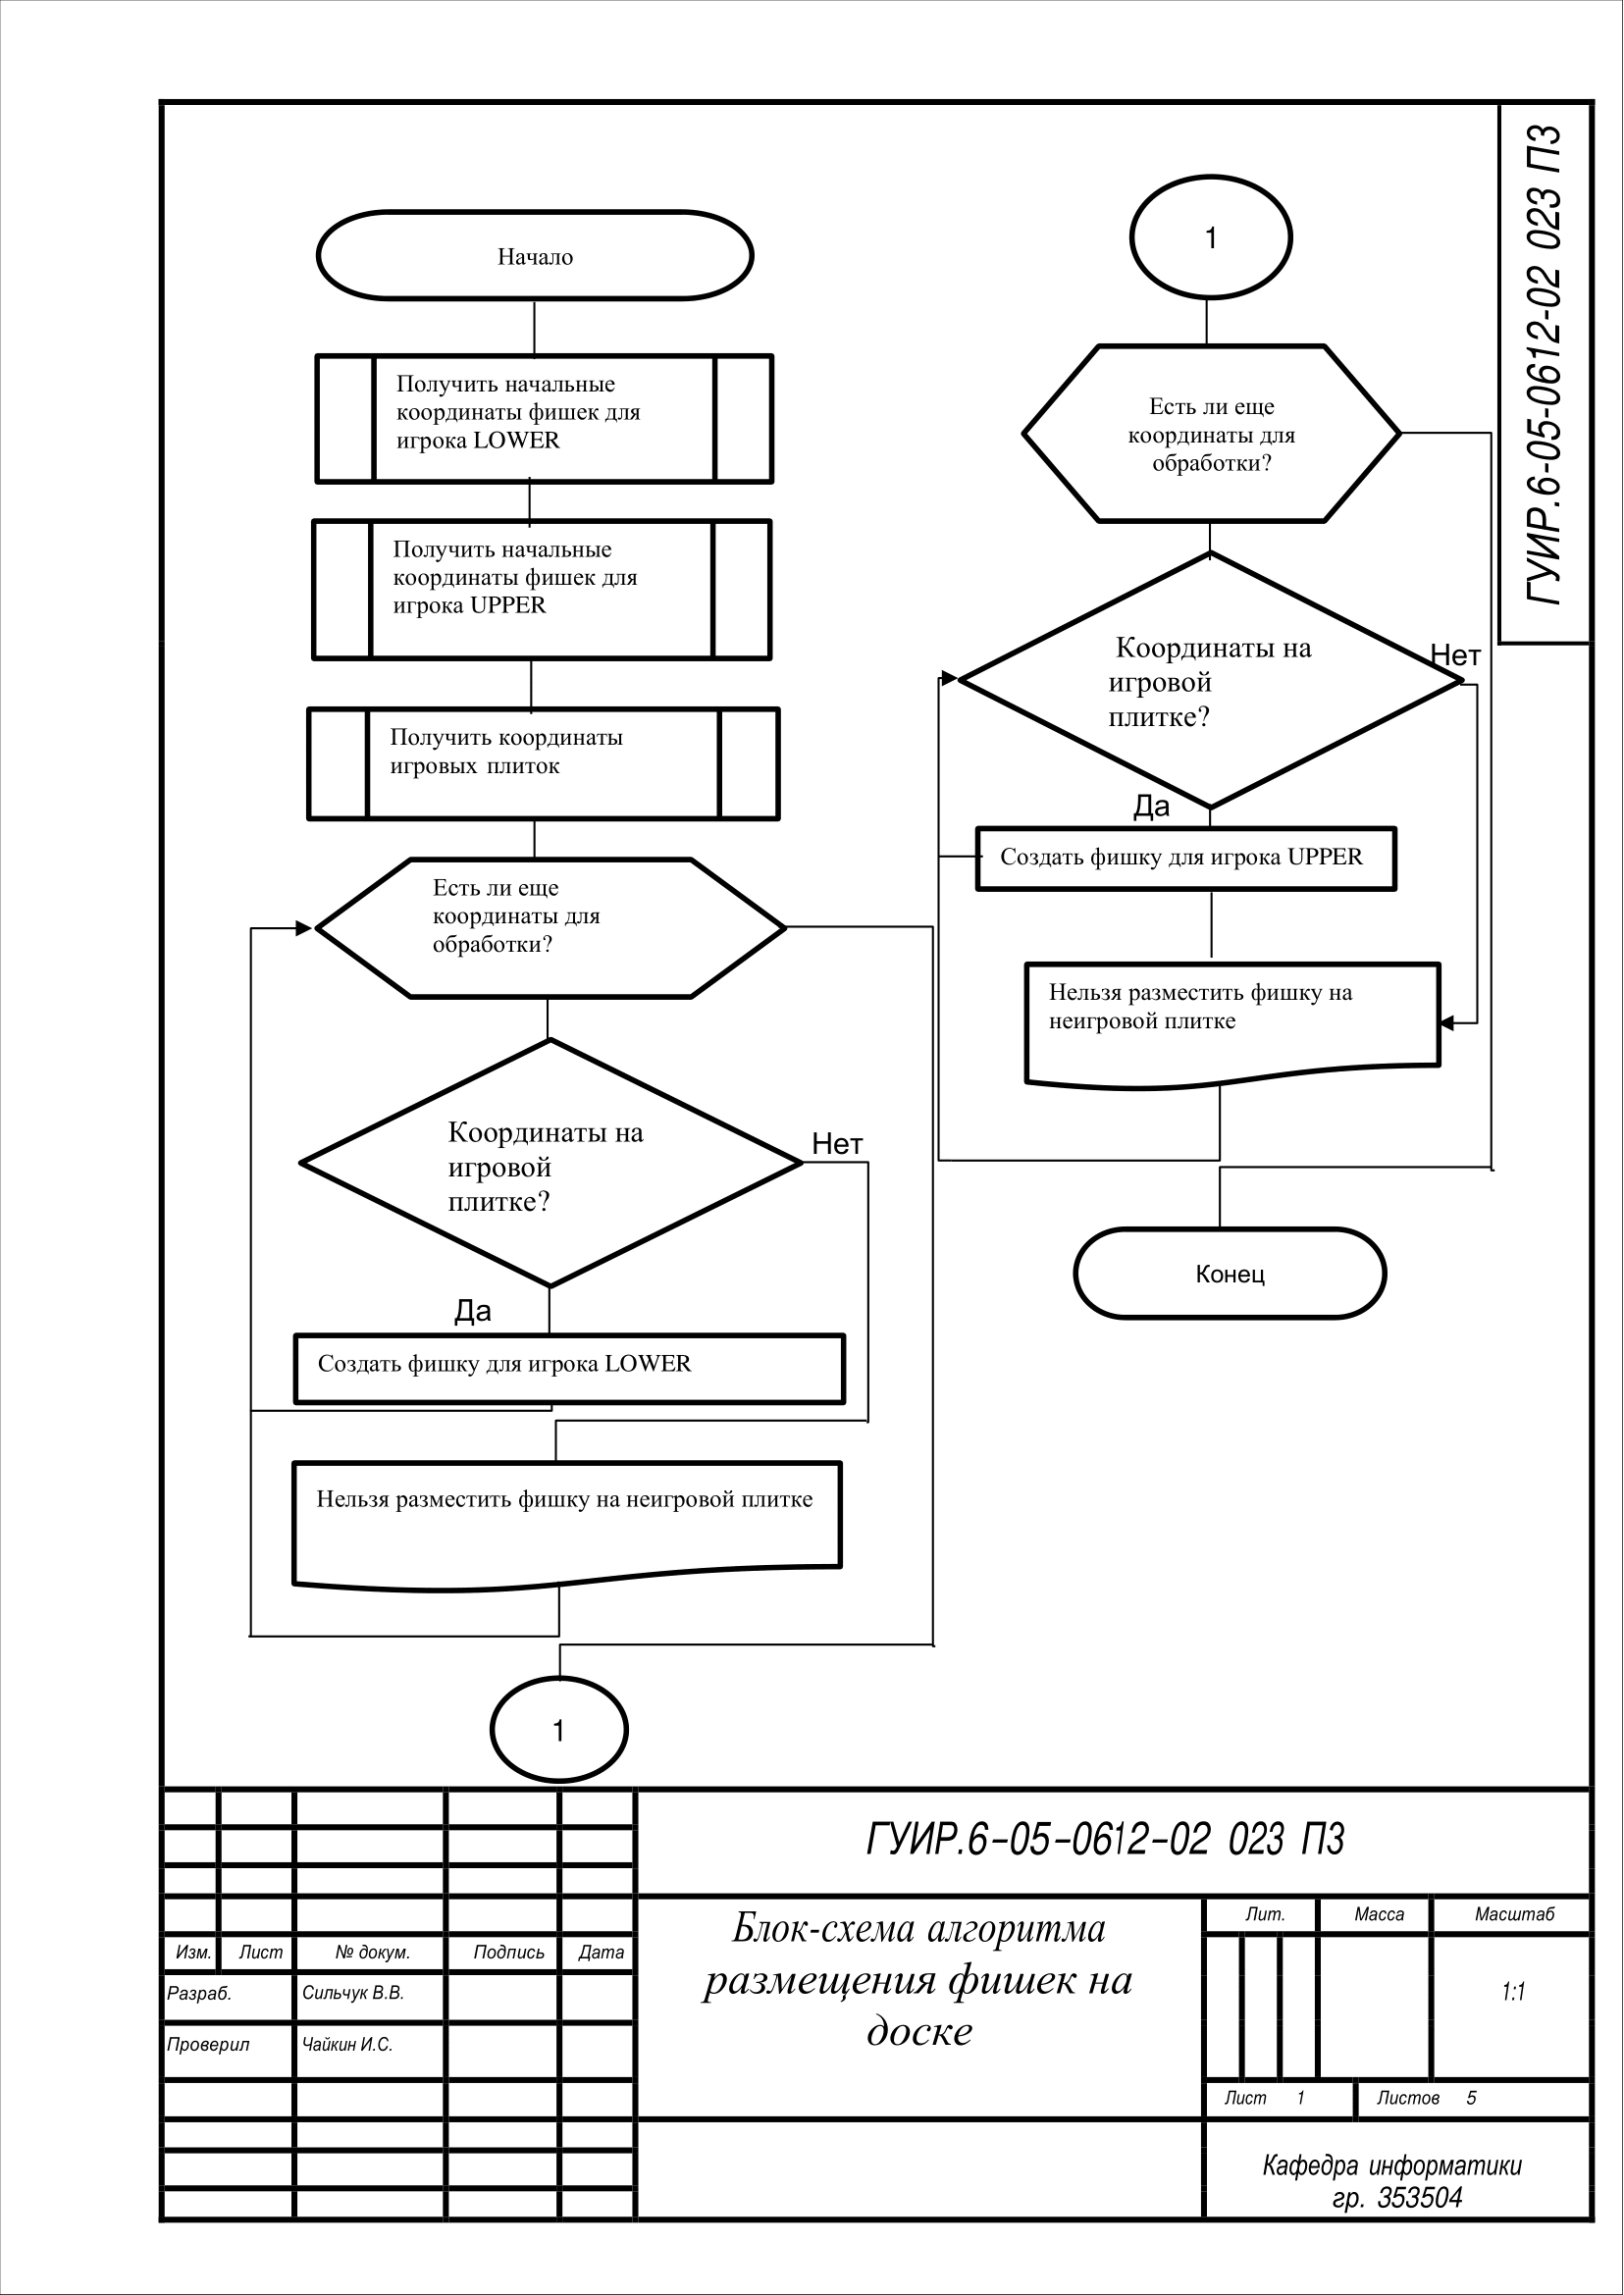 Начало
Получить начальные
координаты фишек для
игрока LOWER
Получить начальные
координаты фишек для
игрока UPPER
Получить координаты
игровых плиток
Есть ли еще
координаты для
обработки?
Координаты на
игровой
плитке?
Нет
Да
Создать фишку для игрока LOWER
Нельзя разместить фишку на неигровой плитке
1
1
Есть ли еще
координаты для
обработки?
Координаты на
игровой
плитке?
Нет
Да
Создать фишку для игрока UPPER
Нельзя разместить фишку на
неигровой плитке
Конец
ГУИР.6-05-0612-02 023 ПЗ
ГУИР.6-05-0612-02 023 ПЗ
Блок-схема алгоритма
размещения фишек на
доске
Лит. Масса Масштаб
1:1
Лист 1 Листов 5
Кафедра информатики
гр. 353504
Изм. Лист № докум. Подпись Дата
Разраб. Сильчук В.В.
Проверил Чайкин И.С.